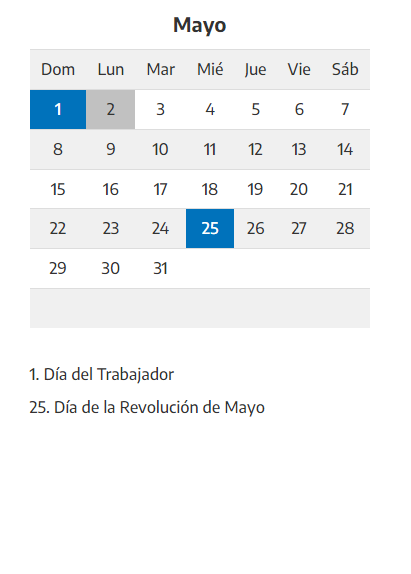 Mayo
Dom Lun Mar Mié Jue Vie Sáb
1 2 3 4 5 6 7
8 9 10 11 12 13 14
15 16 17 18 19 20 21
22 23 24 25 26 27 28
29 30 31
1. Día del Trabajador
25. Día de la Revolución de Mayo